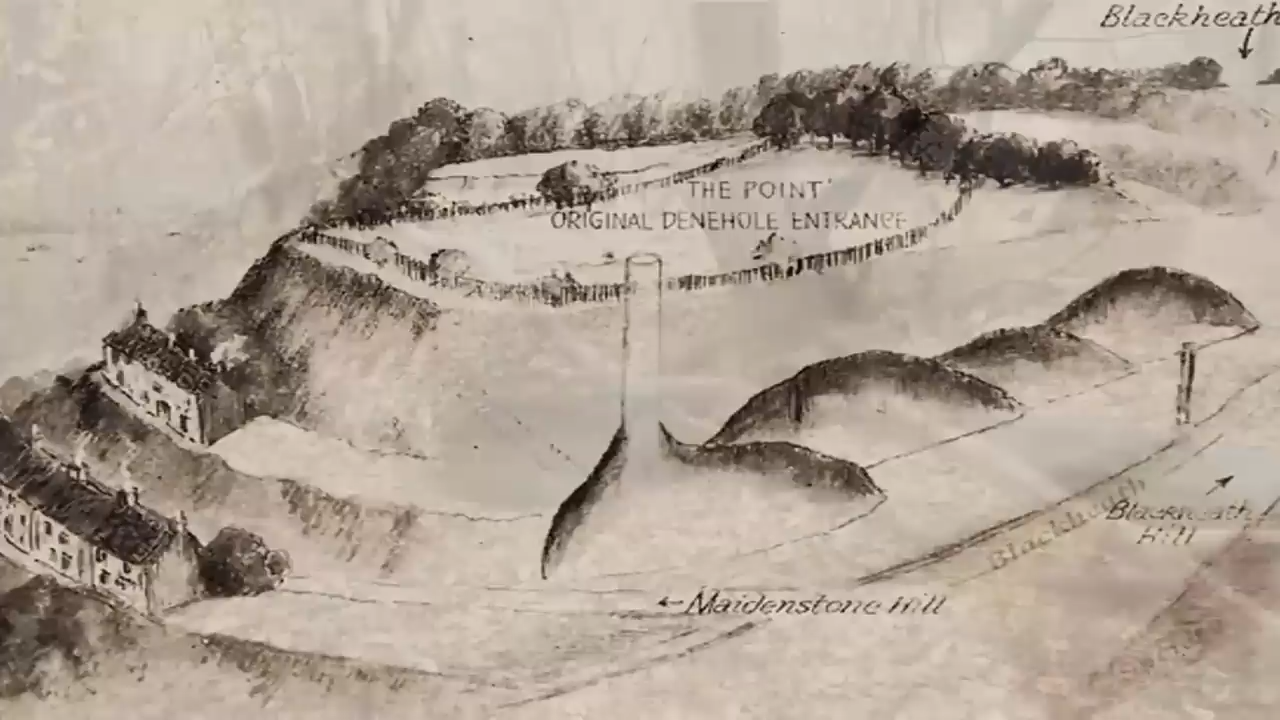 Blackheath
'THE POINT'
ORIGINAL DENEHOLE ENTRANCE
Blackheath
Blackheath
Hill
Maidenstone Hill